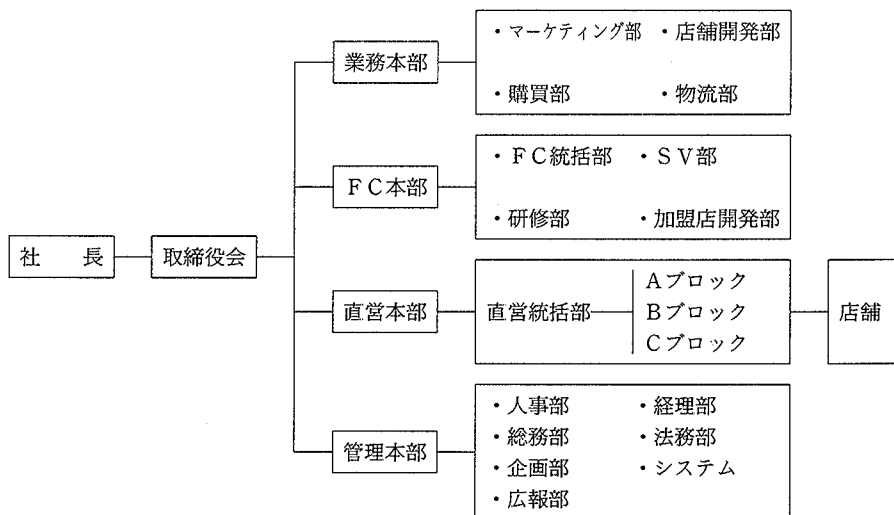 ・マーケティング部 ・店舗開発部
業務本部
・購買部 ・物流部
・ＦＣ統括部 ・ＳＶ部
ＦＣ本部
・研修部 ・加盟店開発部
社　　長 取締役会
Ａブロック
直営本部 直営統括部 Ｂブロック 店舗
Ｃブロック
・人事部 ・経理部
・総務部 ・法務部
管理本部
・企画部 ・システム
・広報部